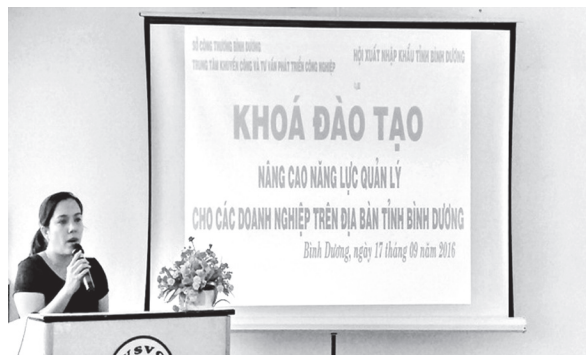 SỞ CÔNG THƯƠNG BÌNH DƯƠNG
TRUNG TÂM KHUYẾN CÔNG VÀ TƯ VẤN PHÁT TRIỂN CÔNG NGHIỆP
HỘI XUẤT NHẬP KHẨU TỈNH BÌNH DƯƠNG
KHOÁ ĐÀO TẠO
NÂNG CAO NĂNG LỰC QUẢN LÝ
CHO CÁC DOANH NGHIỆP TRÊN ĐỊA BÀN TỈNH BÌNH DƯƠNG
Bình Dương, ngày 17 tháng 09 năm 2016